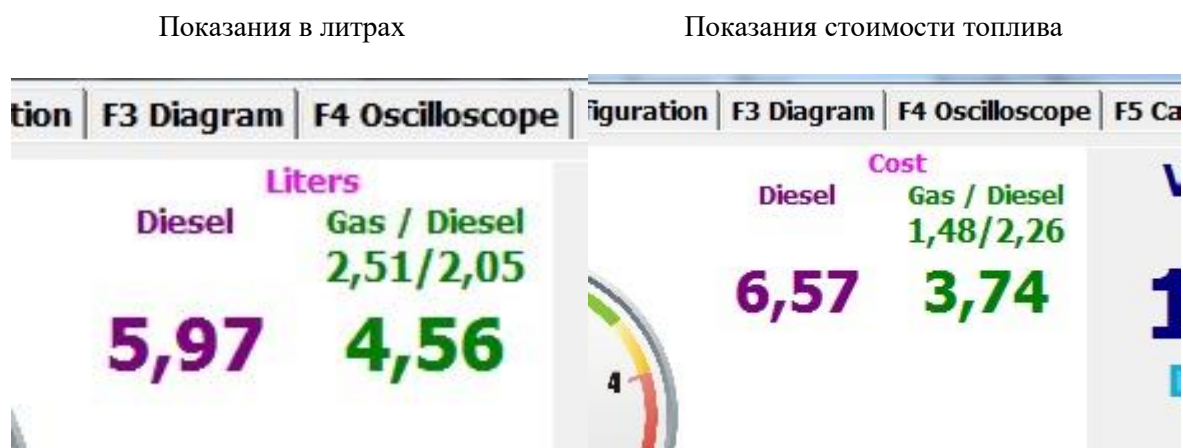 Показания в литрах
Показания стоимости топлива
tion F3 Diagram F4 Oscilloscope
Liters
Diesel Gas / Diesel
2,51/2,05
5,97 4,56
figuration F3 Diagram F4 Oscilloscope F5 Ca
Cost
Diesel Gas / Diesel
1,48/2,26
6,57 3,74
4